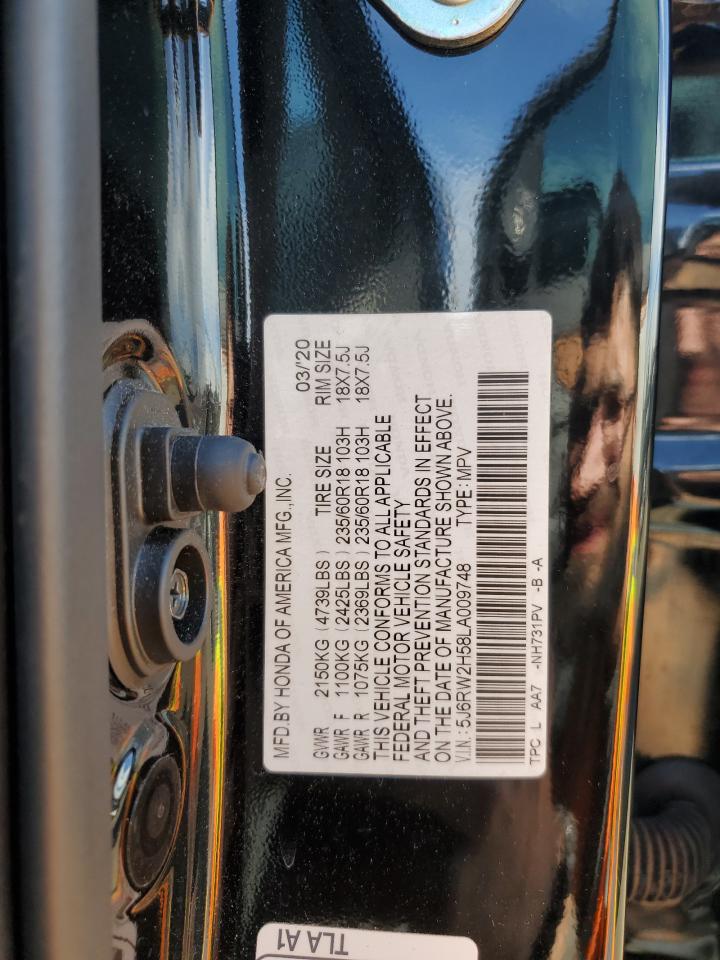 MFD.BY HONDA OF AMERICA MFG.,INC. 03/'20
GVWR 2150KG (4739LBS) TIRE SIZE RIM SIZE
GAWR F 1100KG (2425LBS) 235/60R18 103H 18X7.5J
GAWR R 1075KG (2369LBS) 235/60R18 103H 18X7.5J
THIS VEHICLE CONFORMS TO ALL APPLICABLE
FEDERAL MOTOR VEHICLE SAFETY
AND THEFT PREVENTION STANDARDS IN EFFECT
ON THE DATE OF MANUFACTURE SHOWN ABOVE.
V.I.N.: 5J6RW2H58LA009748 TYPE: MPV
TPC L AA7 -NH731PV -B -A
TLA A1